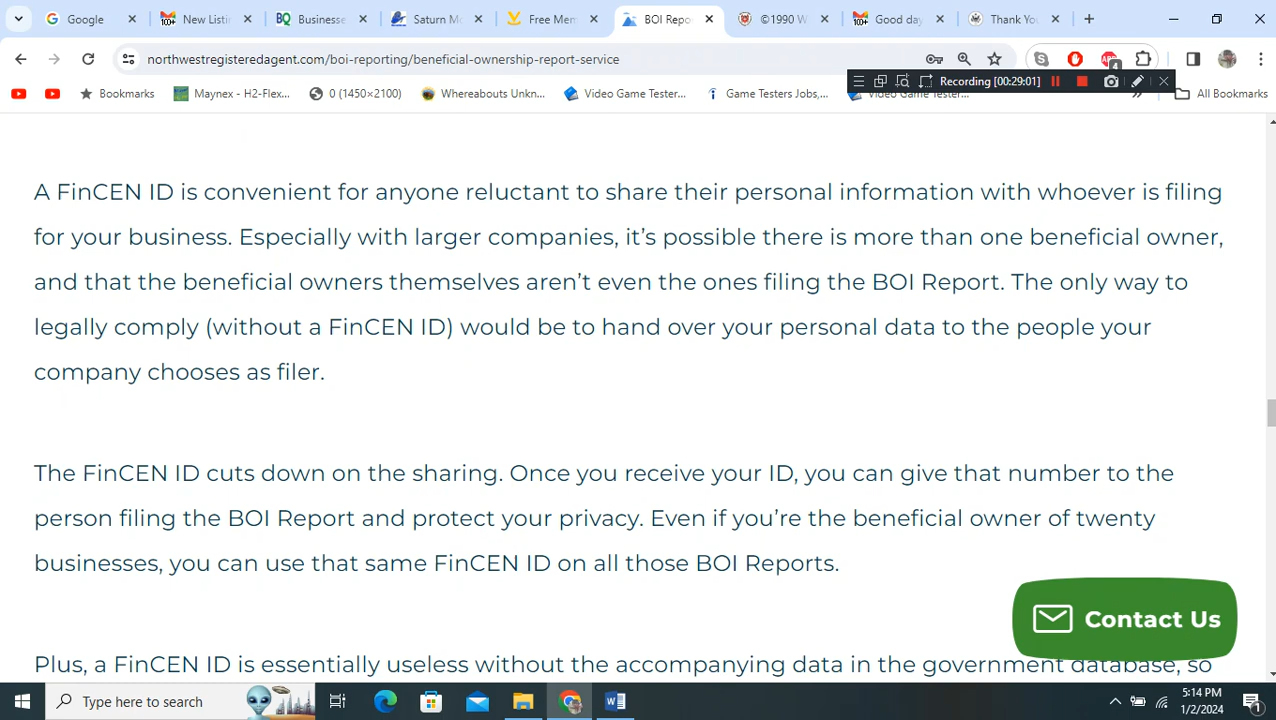 Google
New Listin
BQ
Businesse
Saturn Mo
Free Mem
BOI Repor
©1990 W
Good day
Thank You
northwestregisteredagent.com/boi-reporting/beneficial-ownership-report-service
Recording [00:29:01]
Bookmarks
Maynex - H2-Flex...
0 (1450×2100)
Whereabouts Unkn...
Video Game Tester...
Game Testers Jobs,...
Video Game Tester...
All Bookmarks
A FinCEN ID is convenient for anyone reluctant to share their personal information with whoever is filing
for your business. Especially with larger companies, it's possible there is more than one beneficial owner,
and that the beneficial owners themselves aren't even the ones filing the BOI Report. The only way to
legally comply (without a FinCEN ID) would be to hand over your personal data to the people your
company chooses as filer.
The FinCEN ID cuts down on the sharing. Once you receive your ID, you can give that number to the
person filing the BOI Report and protect your privacy. Even if you're the beneficial owner of twenty
businesses, you can use that same FinCEN ID on all those BOI Reports.
Contact Us
Plus, a FinCEN ID is essentially useless without the accompanying data in the government database, so
Type here to search
5:14 PM
1/2/2024